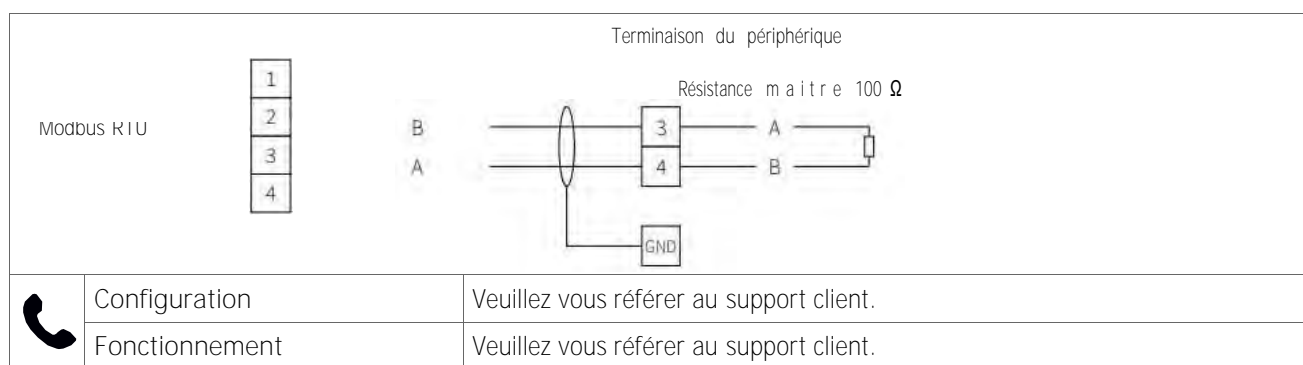 Terminaison du périphérique
Résistance maitre 100 Ω
Modbus RTU
1
2
3
4
B 3 A
A 4 B
GND
Configuration Veuillez vous référer au support client.
Fonctionnement Veuillez vous référer au support client.